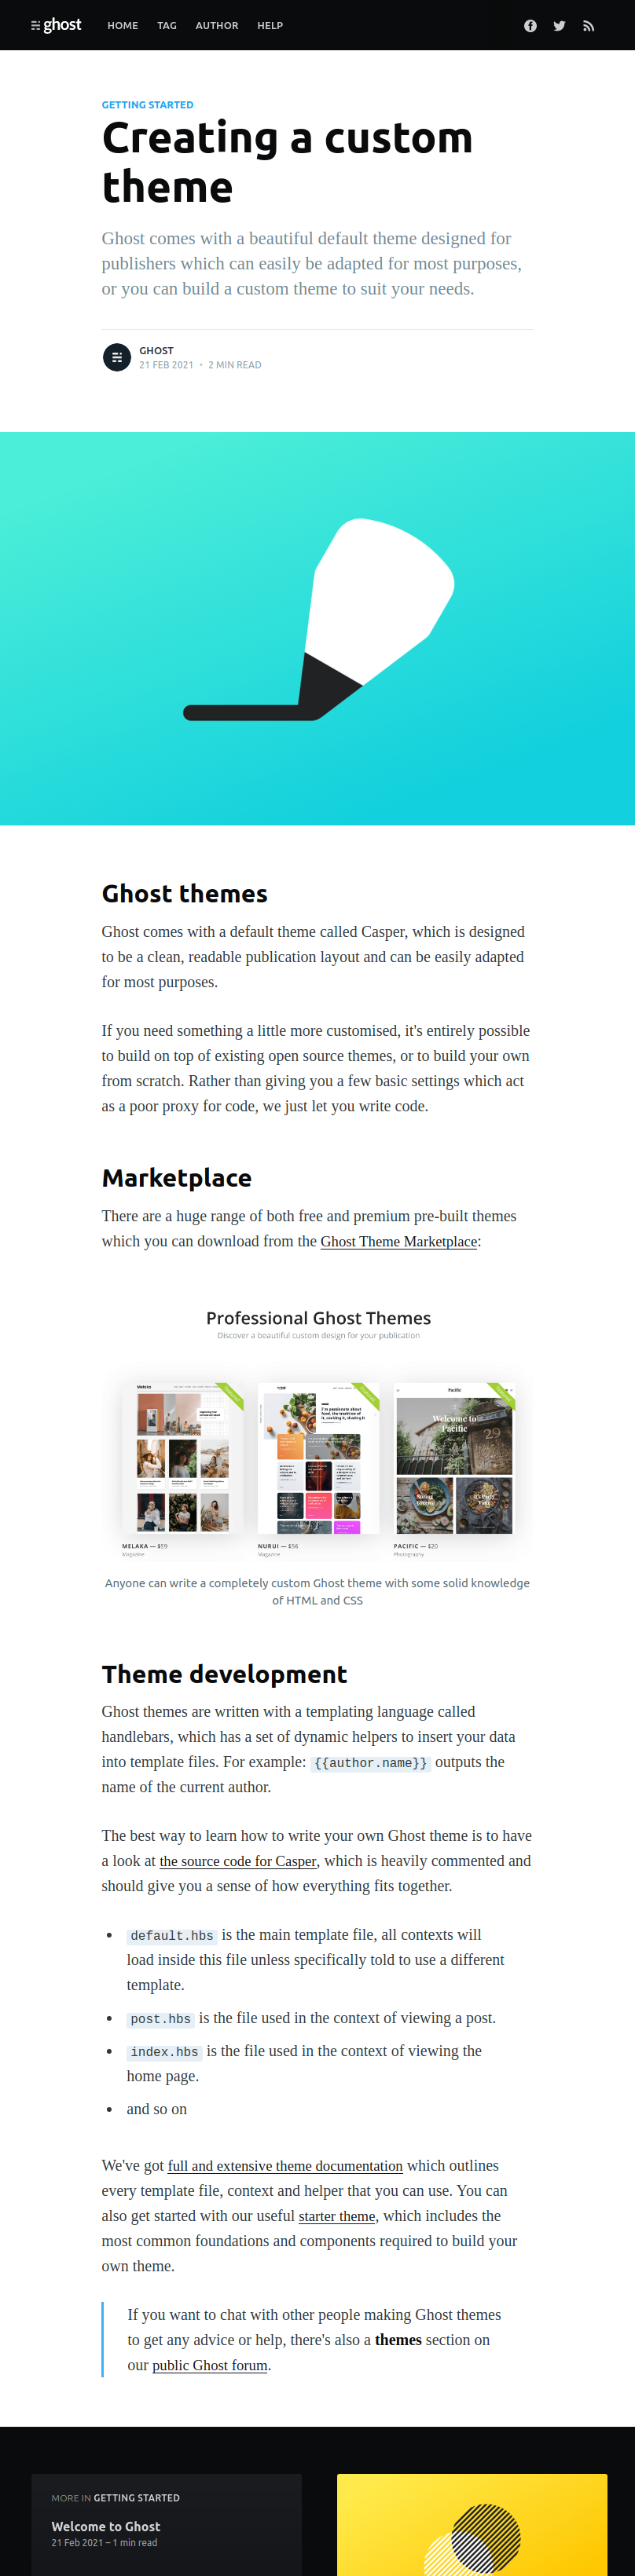 ghost HOME TAG AUTHOR HELP
GETTING STARTED
Creating a custom
theme
Ghost comes with a beautiful default theme designed for
publishers which can easily be adapted for most purposes,
or you can build a custom theme to suit your needs.
GHOST
21 FEB 2021 • 2 MIN READ
Ghost themes
Ghost comes with a default theme called Casper, which is designed
to be a clean, readable publication layout and can be easily adapted
for most purposes.
If you need something a little more customised, it's entirely possible
to build on top of existing open source themes, or to build your own
from scratch. Rather than giving you a few basic settings which act
as a poor proxy for code, we just let you write code.
Marketplace
There are a huge range of both free and premium pre-built themes
which you can download from the Ghost Theme Marketplace:
Professional Ghost Themes
Discover a beautiful custom design for your publication
Welcome to
Pacific
MELAKA — $59
Magazine
NURUI — $56
Magazine
PACIFIC — $20
Photography
Anyone can write a completely custom Ghost theme with some solid knowledge
of HTML and CSS
Theme development
Ghost themes are written with a templating language called
handlebars, which has a set of dynamic helpers to insert your data
into template files. For example: {{author.name}} outputs the
name of the current author.
The best way to learn how to write your own Ghost theme is to have
a look at the source code for Casper, which is heavily commented and
should give you a sense of how everything fits together.
• default.hbs is the main template file, all contexts will
load inside this file unless specifically told to use a different
template.
• post.hbs is the file used in the context of viewing a post.
• index.hbs is the file used in the context of viewing the
home page.
• and so on
We've got full and extensive theme documentation which outlines
every template file, context and helper that you can use. You can
also get started with our useful starter theme, which includes the
most common foundations and components required to build your
own theme.
If you want to chat with other people making Ghost themes
to get any advice or help, there's also a themes section on
our public Ghost forum.
MORE IN GETTING STARTED
Welcome to Ghost
21 Feb 2021 – 1 min read